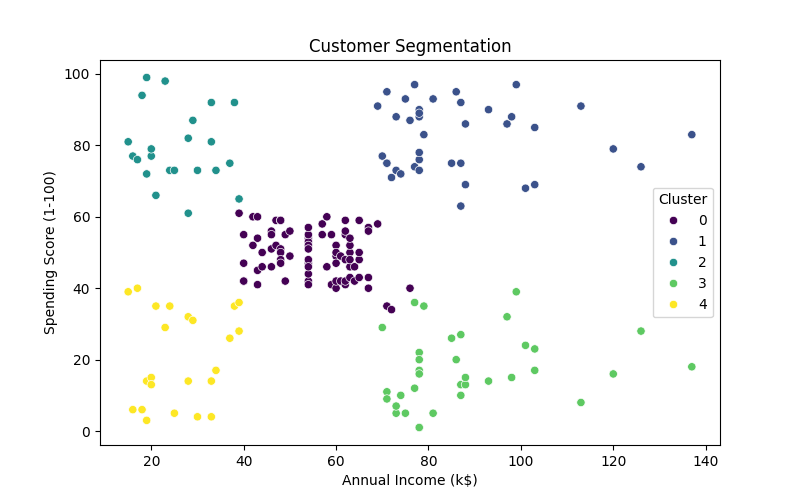 Customer Segmentation
100
80
60
40
20
0
Spending Score (1-100)
Cluster
0
1
2
3
4
20 40 60 80 100 120 140
Annual Income (k$)